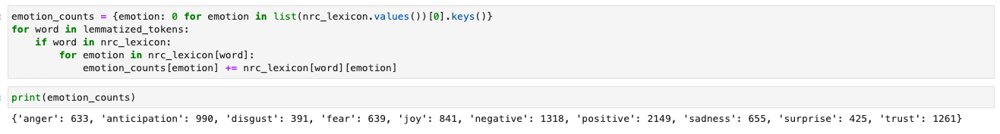 emotion_counts = {emotion: 0 for emotion in list(nrc_lexicon.values())[0].keys()}
for word in lemmatized_tokens:
    if word in nrc_lexicon:
        for emotion in nrc_lexicon[word]:
            emotion_counts[emotion] += nrc_lexicon[word][emotion]
print(emotion_counts)
{'anger': 633, 'anticipation': 990, 'disgust': 391, 'fear': 639, 'joy': 841, 'negative': 1318, 'positive': 2149, 'sadness': 655, 'surprise': 425, 'trust': 1261}